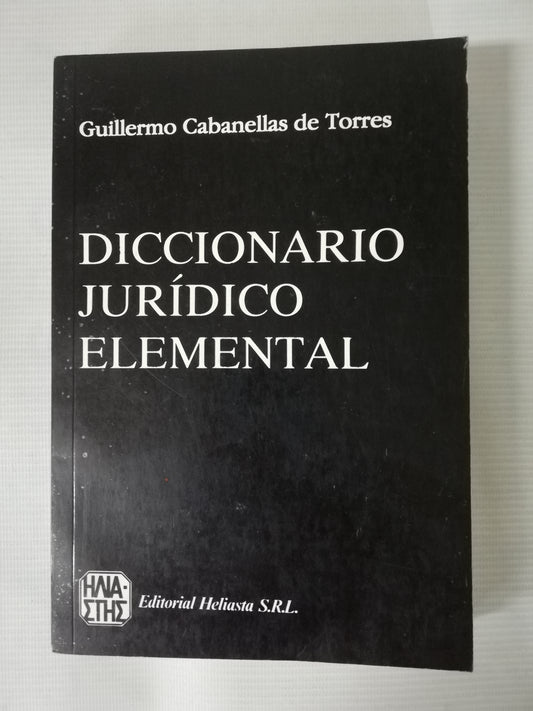 Guillermo Cabanellas de Torres
DICCIONARIO
JURÍDICO
ELEMENTAL
ΗΛΙΑ-
ΣΤΗΣ
Editorial Heliasta S.R.L.